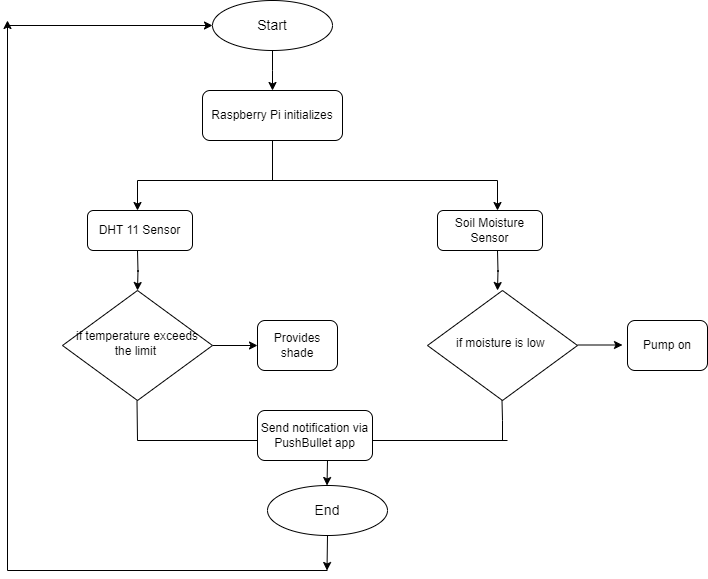 Start
Raspberry Pi initializes
DHT 11 Sensor
Soil Moisture
Sensor
if temperature exceeds
the limit
Provides
shade
if moisture is low
Pump on
Send notification via
PushBullet app
End